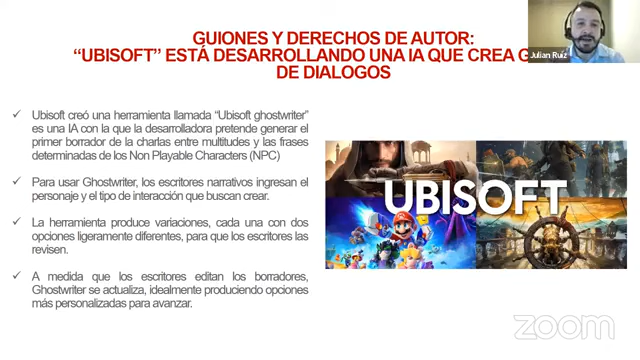 GUIONES Y DERECHOS DE AUTOR:
“UBISOFT” ESTÁ DESARROLLANDO UNA IA QUE CREA
DE DIALOGOS
Julian Ruíz
Ubisoft creó una herramienta llamada “Ubisoft ghostwriter”
es una IA con la que la desarrolladora pretende generar el
primer borrador de la charlas entre multitudes y las frases
determinadas de los Non Playable Characters (NPC)
Para usar Ghostwriter, los escritores narrativos ingresan el
personaje y el tipo de interacción que buscan crear.
La herramienta produce variaciones, cada una con dos
opciones ligeramente diferentes, para que los escritores las
revisen.
A medida que los escritores editan los borradores,
Ghostwriter se actualiza, idealmente produciendo opciones
más personalizadas para avanzar.
UBISOFT
zoom